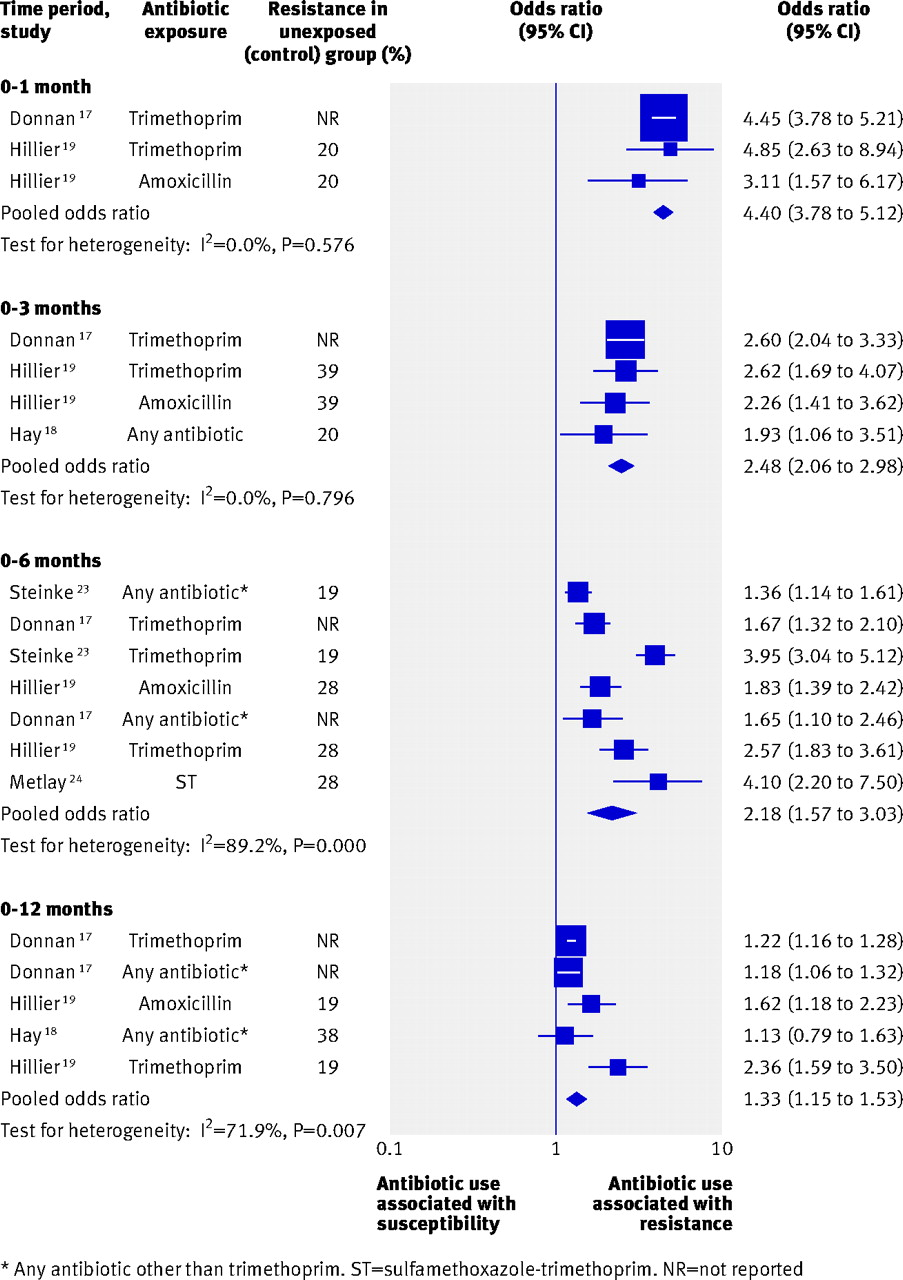 Time period, study Antibiotic exposure Resistance in unexposed (control) group (%) Odds ratio (95% CI) Odds ratio (95% CI)
0-1 month
Donnan 17 Trimethoprim NR 4.45 (3.78 to 5.21)
Hillier 19 Trimethoprim 20 4.85 (2.63 to 8.94)
Hillier 19 Amoxicillin 20 3.11 (1.57 to 6.17)
Pooled odds ratio 4.40 (3.78 to 5.12)
Test for heterogeneity: I2=0.0%, P=0.576
0-3 months
Donnan 17 Trimethoprim NR 2.60 (2.04 to 3.33)
Hillier 19 Trimethoprim 39 2.62 (1.69 to 4.07)
Hillier 19 Amoxicillin 39 2.26 (1.41 to 3.62)
Hay 18 Any antibiotic 20 1.93 (1.06 to 3.51)
Pooled odds ratio 2.48 (2.06 to 2.98)
Test for heterogeneity: I2=0.0%, P=0.796
0-6 months
Steinke 23 Any antibiotic* 19 1.36 (1.14 to 1.61)
Donnan 17 Trimethoprim NR 1.67 (1.32 to 2.10)
Steinke 23 Trimethoprim 19 3.95 (3.04 to 5.12)
Hillier 19 Amoxicillin 28 1.83 (1.39 to 2.42)
Donnan 17 Any antibiotic* NR 1.65 (1.10 to 2.46)
Hillier 19 Trimethoprim 28 2.57 (1.83 to 3.61)
Metlay 24 ST 28 4.10 (2.20 to 7.50)
Pooled odds ratio 2.18 (1.57 to 3.03)
Test for heterogeneity: I2=89.2%, P=0.000
0-12 months
Donnan 17 Trimethoprim NR 1.22 (1.16 to 1.28)
Donnan 17 Any antibiotic* NR 1.18 (1.06 to 1.32)
Hillier 19 Amoxicillin 19 1.62 (1.18 to 2.23)
Hay 18 Any antibiotic* 38 1.13 (0.79 to 1.63)
Hillier 19 Trimethoprim 19 2.36 (1.59 to 3.50)
Pooled odds ratio 1.33 (1.15 to 1.53)
Test for heterogeneity: I2=71.9%, P=0.007
0.1 1 10
Antibiotic use associated with susceptibility
Antibiotic use associated with resistance
* Any antibiotic other than trimethoprim. ST=sulfamethoxazole-trimethoprim. NR=not reported